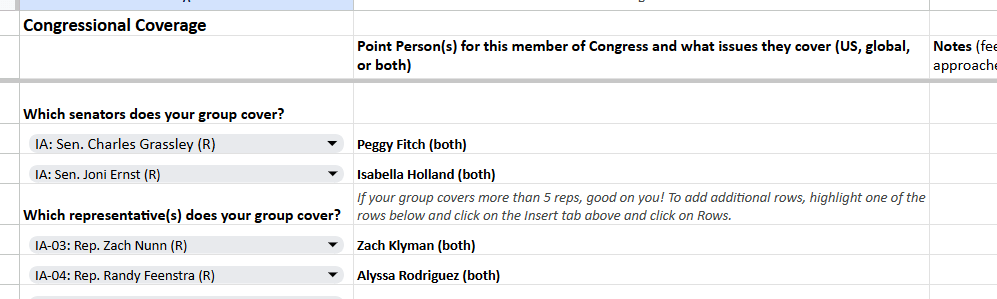 Congressional Coverage
Point Person(s) for this member of Congress and what issues they cover (US, global,
or both)
Notes (fee
approache
Which senators does your group cover?
IA: Sen. Charles Grassley (R)
Peggy Fitch (both)
IA: Sen. Joni Ernst (R)
Isabella Holland (both)
If your group covers more than 5 reps, good on you! To add additional rows, highlight one of the
rows below and click on the Insert tab above and click on Rows.
Which representative(s) does your group cover?
IA-03: Rep. Zach Nunn (R)
Zach Klyman (both)
IA-04: Rep. Randy Feenstra (R)
Alyssa Rodriguez (both)